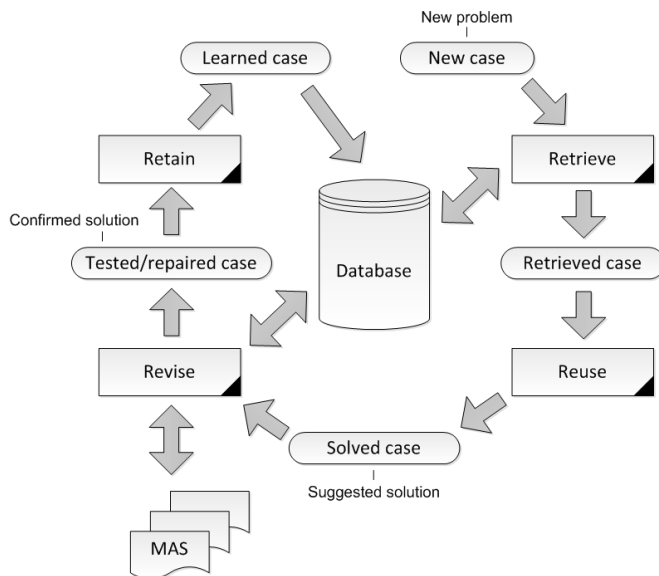 New problem
Learned case
New case
Retain
Retrieve
Confirmed solution
Tested/repaired case
Database
Retrieved case
Revise
Reuse
Solved case
Suggested solution
MAS